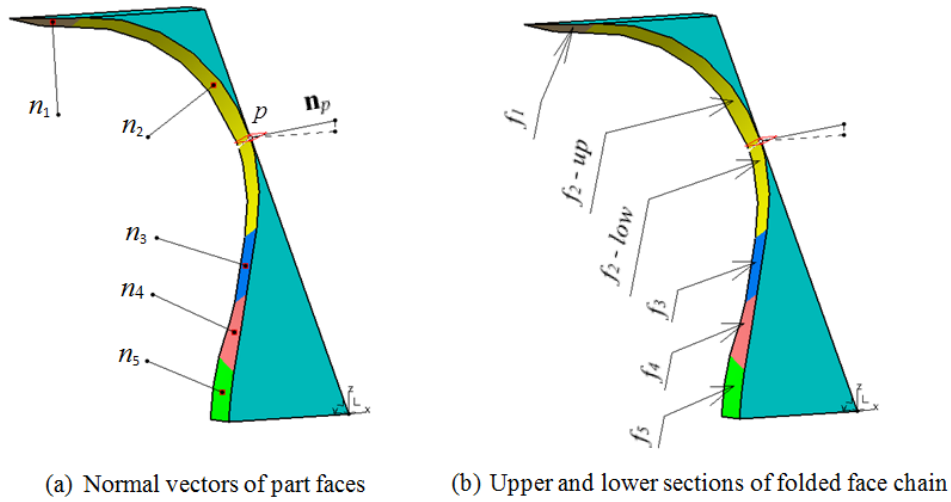 n1
n2
p
np
n3
n4
n5
z
L
Y
x
f1
f2 - up
f2 - low
f3
f4
f5
z
L
Y
x
(a) Normal vectors of part faces
(b) Upper and lower sections of folded face chain